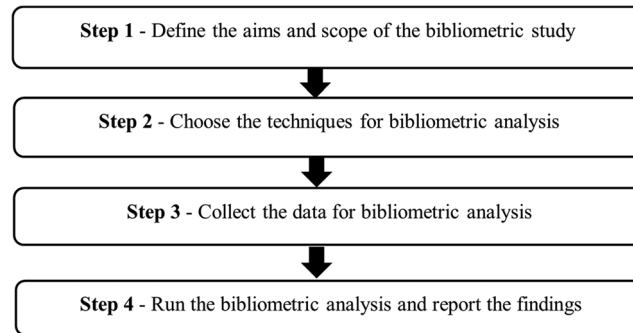 Step 1 - Define the aims and scope of the bibliometric study
Step 2 - Choose the techniques for bibliometric analysis
Step 3 - Collect the data for bibliometric analysis
Step 4 - Run the bibliometric analysis and report the findings